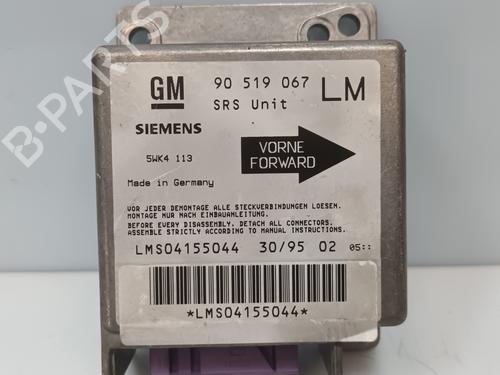 GM 90 519 067 LM
SRS Unit
SIEMENS
5WK4 113
VORNE
FORWARD
Made in Germany
VOR JEDER DEMONTAGE ALLE STECKVERBINDUNGEN LOESEN.
MONTAGE NUR NACH EINBAUANLEITUNG.
BEFORE EVERY DISASSEMBLY. DETACH ALL CONNECTORS.
ASSEMBLE STRICTLY ACCORDING TO MANUAL INSTRUCTIONS.
LMS04155044 30/95 02 05::
*LMS04155044*
B-PARTS